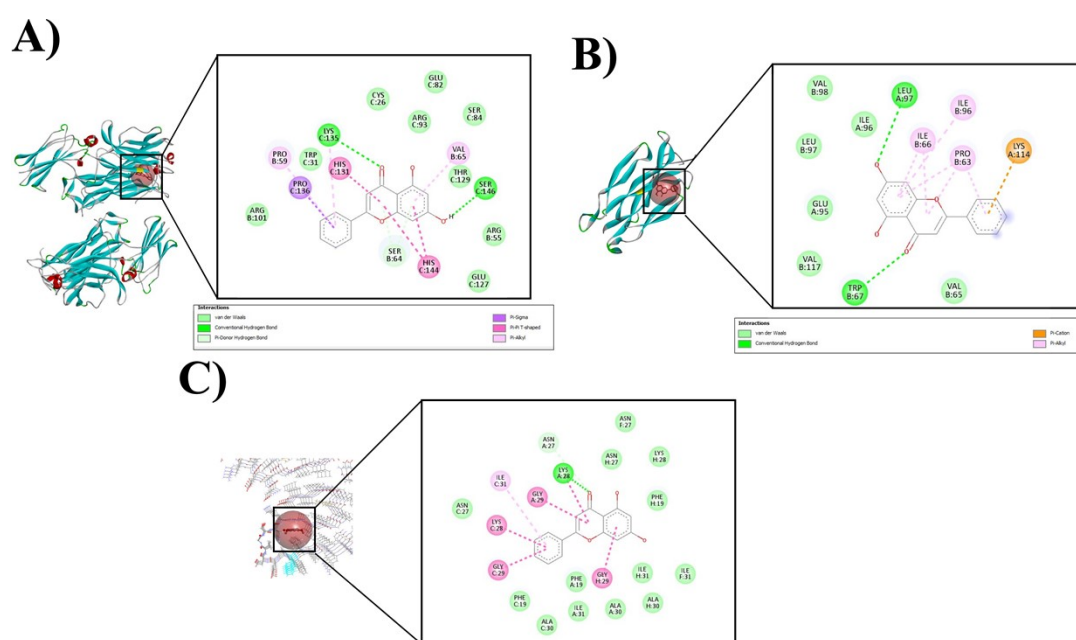 A)
GLU
C:82
CYS
C:26
SER
C:84
ARG
C:93
LYS
C:135
PRO
B:59
TRP
C:31
HIS
C:131
VAL
B:65
THR
C:129
PRO
C:136
SER
C:146
ARG
B:101
ARG
B:55
SER
B:64
HIS
C:144
GLU
C:127
O
O
O
O
H
Interactions
van der Waals
Conventional Hydrogen Bond
Pi-Donor Hydrogen Bond
Pi-Sigma
Pi-Pi T-shaped
Pi-Alkyl
B)
VAL
B:98
LEU
A:97
ILE
B:96
ILE
A:96
ILE
B:66
LEU
B:97
PRO
B:63
LYS
A:114
GLU
A:95
VAL
B:117
TRP
B:67
VAL
B:65
O
O
O
O
Interactions
van der Waals
Conventional Hydrogen Bond
Pi-Cation
Pi-Alkyl
C)
ASN
F:27
ASN
A:27
ASN
H:27
LYS
H:28
LYS
A:28
ILE
C:31
GLY
A:29
PHE
H:19
ASN
C:27
LYS
C:28
GLY
C:29
PHE
A:19
GLY
H:29
ILE
H:31
ILE
F:31
PHE
C:19
ALA
C:30
ILE
A:31
ALA
A:30
ALA
H:30
O
O
O
O